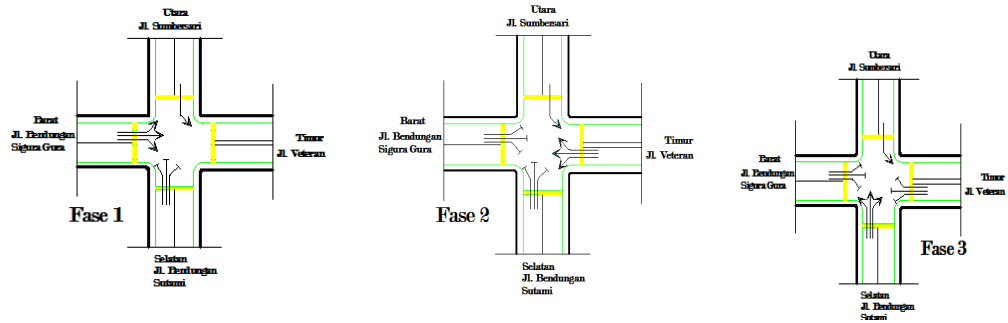 Utara
Jl. Sumbersari
Barat
Jl. Bendungan
Sigura Gura
Timur
Jl. Veteran
Fase 1
Selatan
Jl. Bendungan
Sutami
Utara
Jl. Sumbersari
Barat
Jl. Bendungan
Sigura Gura
Timur
Jl. Veteran
Fase 2
Selatan
Jl. Bendungan
Sutami
Utara
Jl. Sumbersari
Barat
Jl. Bendungan
Sigura Gura
Timur
Jl. Veteran
Fase 3
Selatan
Jl. Bendungan
Sutami